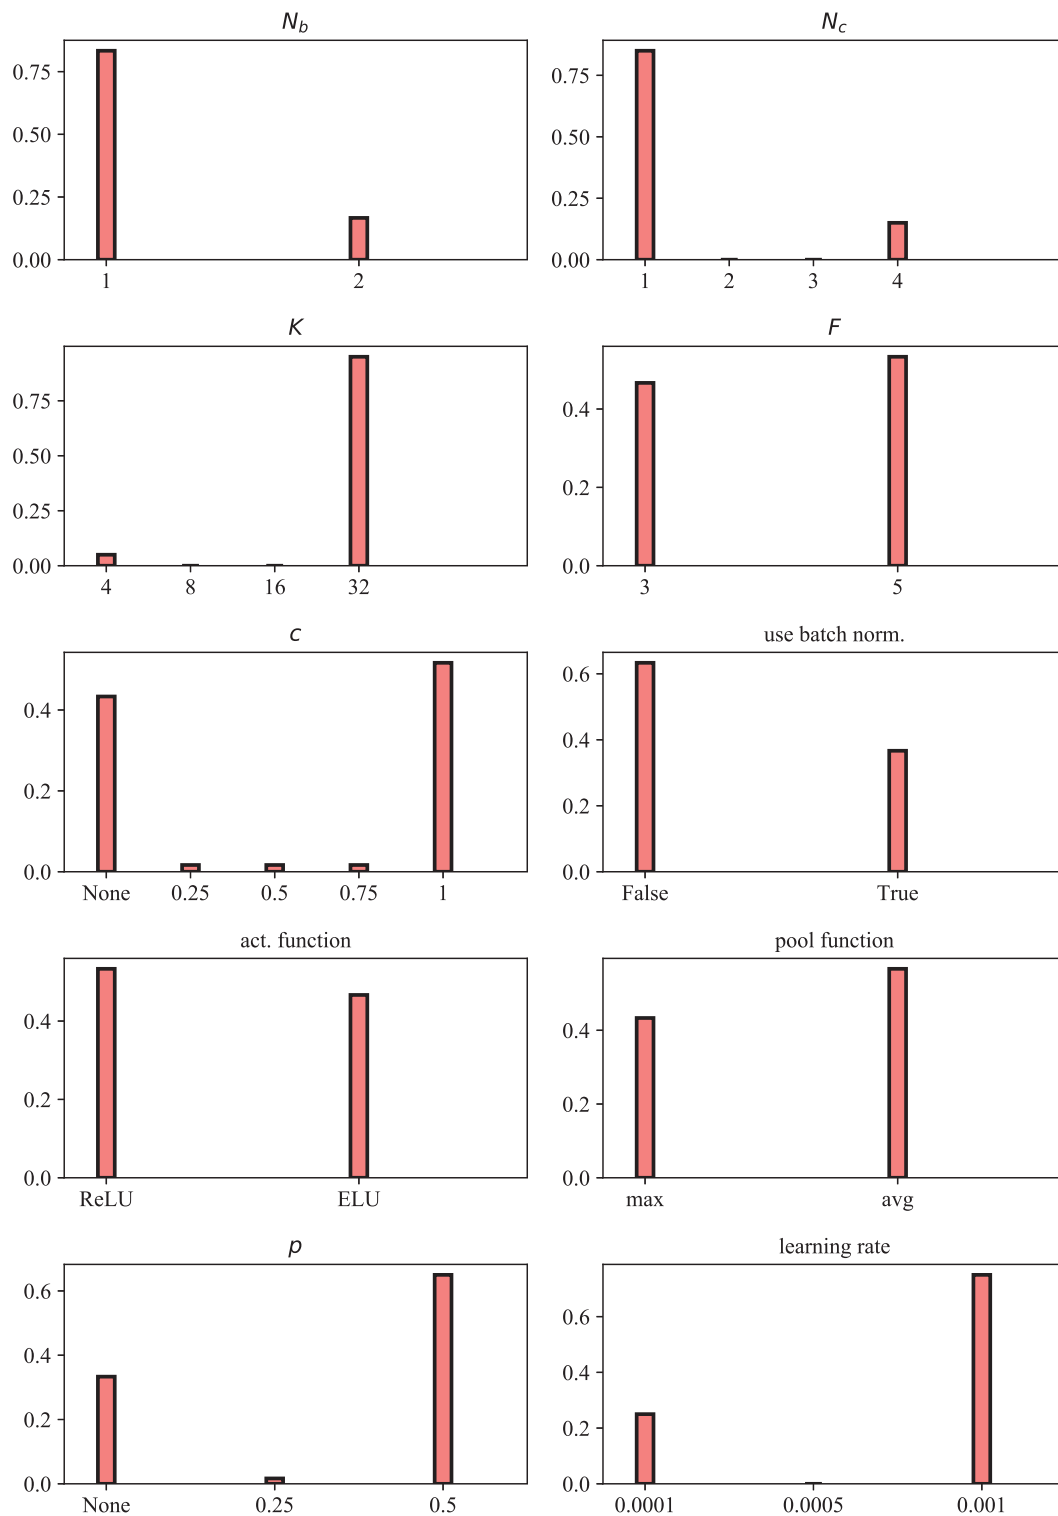 N_b
0.75
0.50
0.25
0.00
1 2
N_c
0.75
0.50
0.25
0.00
1 2 3 4
K
0.75
0.50
0.25
0.00
4 8 16 32
F
0.4
0.2
0.0
3 5
c
0.4
0.2
0.0
None 0.25 0.5 0.75 1
use batch norm.
0.6
0.4
0.2
0.0
False True
act. function
0.4
0.2
0.0
ReLU ELU
pool function
0.4
0.2
0.0
max avg
p
0.6
0.4
0.2
0.0
None 0.25 0.5
learning rate
0.6
0.4
0.2
0.0
0.0001 0.0005 0.001